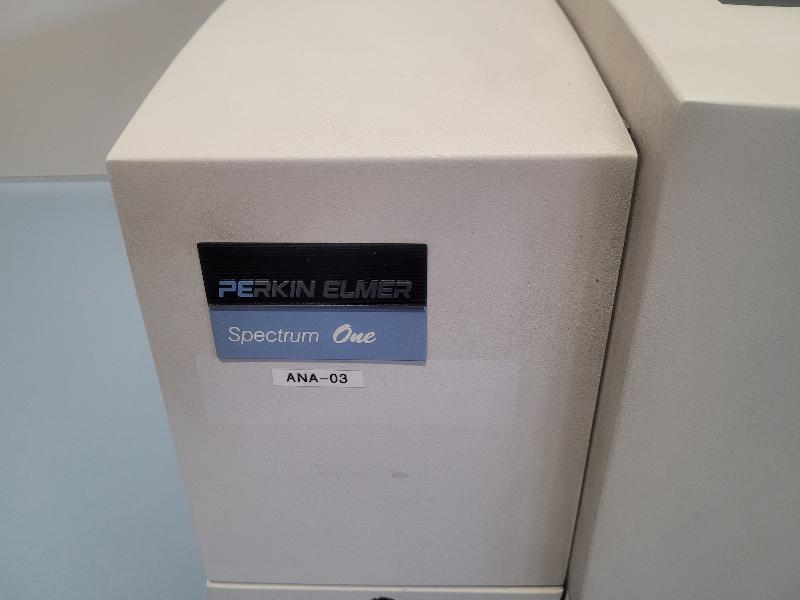 PERKIN ELMER
Spectrum One
ANA-03